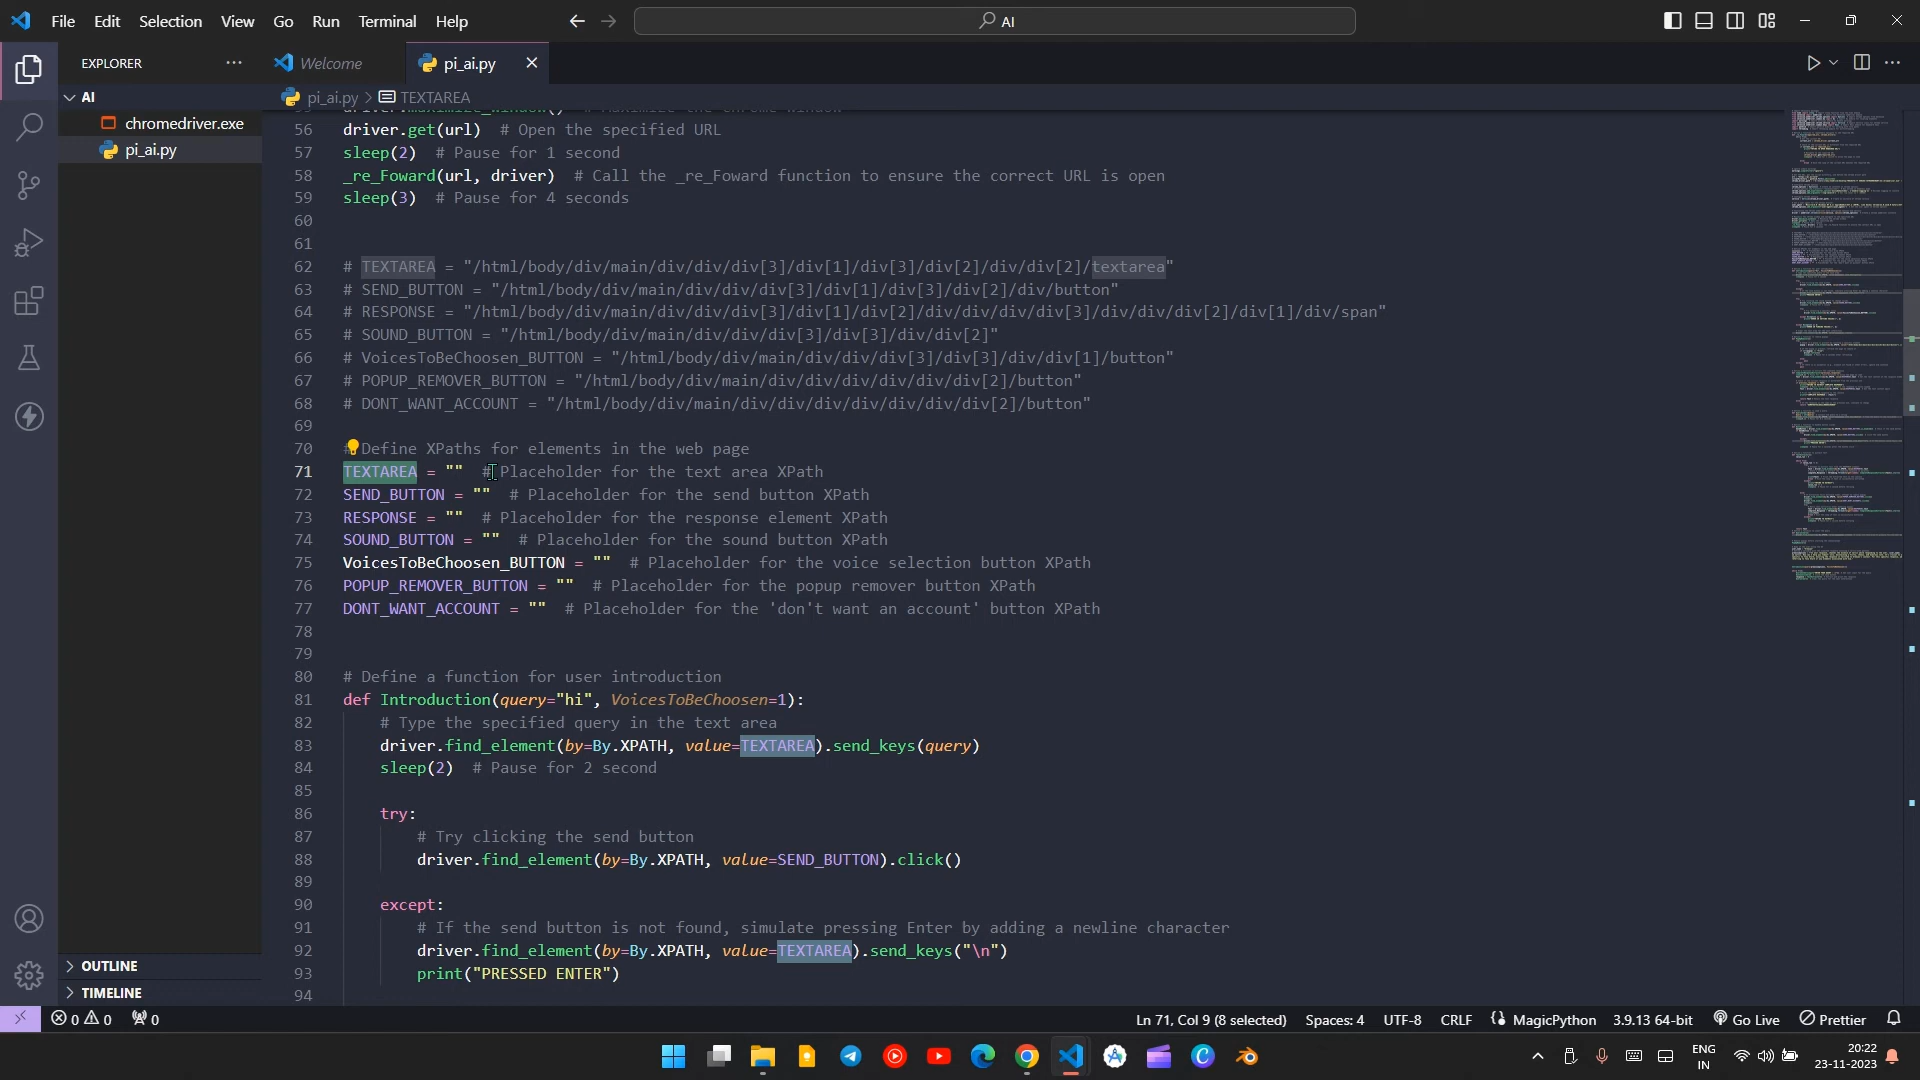 File Edit Selection View Go Run Terminal Help
AI
EXPLORER
Welcome
pi_ai.py
AI
chromedriver.exe
pi_ai.py
pi_ai.py > TEXTAREA
56 driver.get(url) # Open the specified URL
57 sleep(2) # Pause for 1 second
58 _re_Foward(url, driver) # Call the _re_Foward function to ensure the correct URL is open
59 sleep(3) # Pause for 4 seconds
60
61
62 # TEXTAREA = "/html/body/div/main/div/div/div[3]/div[1]/div[3]/div[2]/div/div[2]/textarea"
63 # SEND_BUTTON = "/html/body/div/main/div/div/div[3]/div[1]/div[3]/div[2]/div/button"
64 # RESPONSE = "/html/body/div/main/div/div/div[3]/div[1]/div[2]/div/div/div/div[3]/div/div/div[2]/div[1]/div/span"
65 # SOUND_BUTTON = "/html/body/div/main/div/div/div[3]/div[3]/div/div[2]"
66 # VoicesToBeChoosen_BUTTON = "/html/body/div/main/div/div/div[3]/div[3]/div/div[1]/button"
67 # POPUP_REMOVER_BUTTON = "/html/body/div/main/div/div/div/div/div/div[2]/button"
68 # DONT_WANT_ACCOUNT = "/html/body/div/main/div/div/div/div/div/div/div[2]/button"
69
70 # Define XPaths for elements in the web page
71 TEXTAREA = "" # Placeholder for the text area XPath
72 SEND_BUTTON = "" # Placeholder for the send button XPath
73 RESPONSE = "" # Placeholder for the response element XPath
74 SOUND_BUTTON = "" # Placeholder for the sound button XPath
75 VoicesToBeChoosen_BUTTON = "" # Placeholder for the voice selection button XPath
76 POPUP_REMOVER_BUTTON = "" # Placeholder for the popup remover button XPath
77 DONT_WANT_ACCOUNT = "" # Placeholder for the 'don't want an account' button XPath
78
79
80 # Define a function for user introduction
81 def Introduction(query="hi", VoicesToBeChoosen=1):
82 # Type the specified query in the text area
83 driver.find_element(by=By.XPATH, value=TEXTAREA).send_keys(query)
84 sleep(2) # Pause for 2 second
85
86 try:
87 # Try clicking the send button
88 driver.find_element(by=By.XPATH, value=SEND_BUTTON).click()
89
90 except:
91 # If the send button is not found, simulate pressing Enter by adding a newline character
92 driver.find_element(by=By.XPATH, value=TEXTAREA).send_keys("\n")
93 print("PRESSED ENTER")
94
OUTLINE
TIMELINE
0 0 0
Ln 71, Col 9 (8 selected) Spaces: 4 UTF-8 CRLF MagicPython 3.9.13 64-bit Go Live Prettier
ENG
IN
20:22
23-11-2023